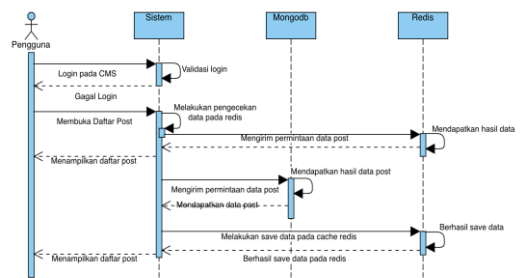 Sistem
Mongodb
Redis
Pengguna
Login pada CMS
Validasi login
Gagal Login
Membuka Daftar Post
Melakukan pengecekan
data pada redis
Mengirim permintaan data post
Mendapatkan hasil data
Menampilkan daftar post
Mendapatkan hasil data post
Mengirim permintaan data post
Mendapatkan data post
Berhasil save data
Melakukan save data pada cache redis
Menampilkan daftar post
Berhasil save data pada redis